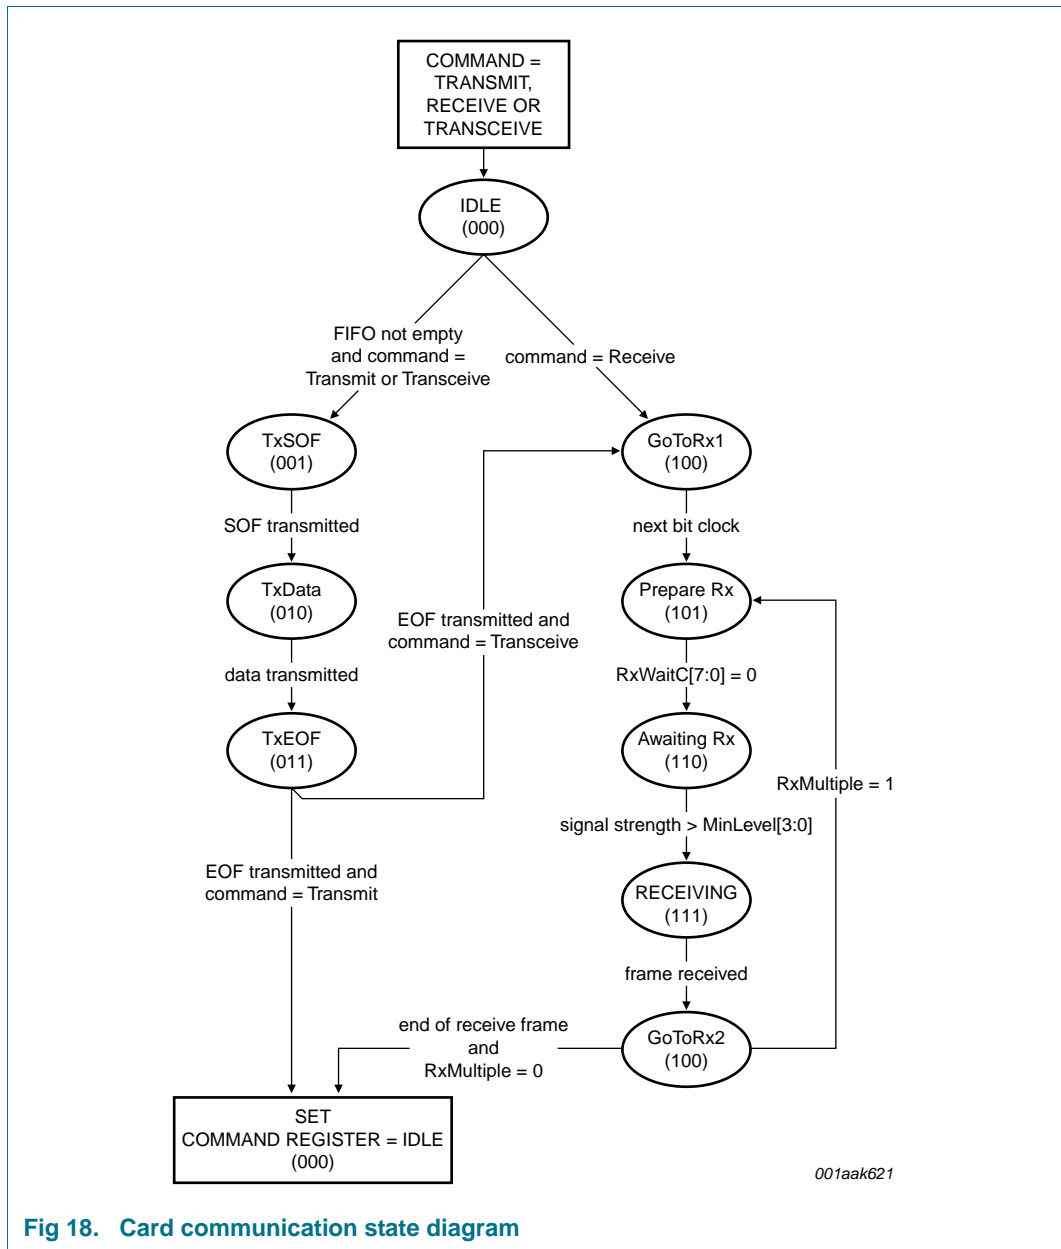 COMMAND =
TRANSMIT,
RECEIVE OR
TRANSCEIVE
IDLE
(000)
FIFO not empty
and command =
Transmit or Transceive
command = Receive
TxSOF
(001)
GoToRx1
(100)
SOF transmitted
next bit clock
TxData
(010)
Prepare Rx
(101)
EOF transmitted and
command = Transceive
data transmitted
RxWaitC[7:0] = 0
TxEOF
(011)
Awaiting Rx
(110)
RxMultiple = 1
signal strength > MinLevel[3:0]
EOF transmitted and
command = Transmit
RECEIVING
(111)
frame received
end of receive frame
and
RxMultiple = 0
GoToRx2
(100)
SET
COMMAND REGISTER = IDLE
(000)
001aak621
Fig 18. Card communication state diagram